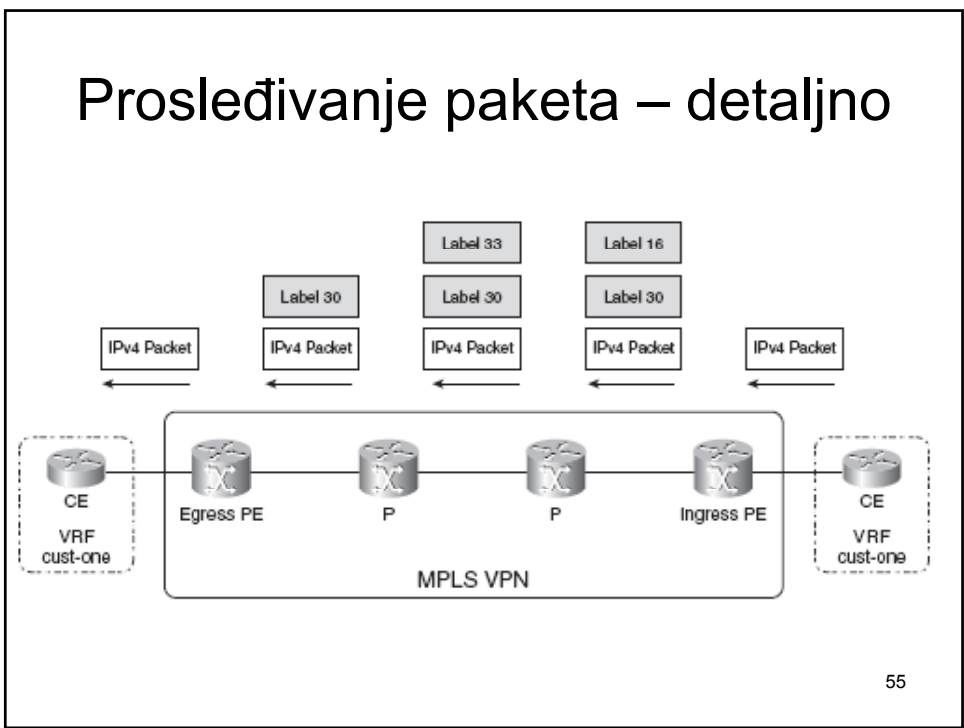 Prosleđivanje paketa – detaljno
Label 33
Label 16
Label 30
Label 30
Label 30
IPv4 Packet
IPv4 Packet
IPv4 Packet
IPv4 Packet
IPv4 Packet
CE
VRF
cust-one
Egress PE
P
P
Ingress PE
CE
VRF
cust-one
MPLS VPN
55